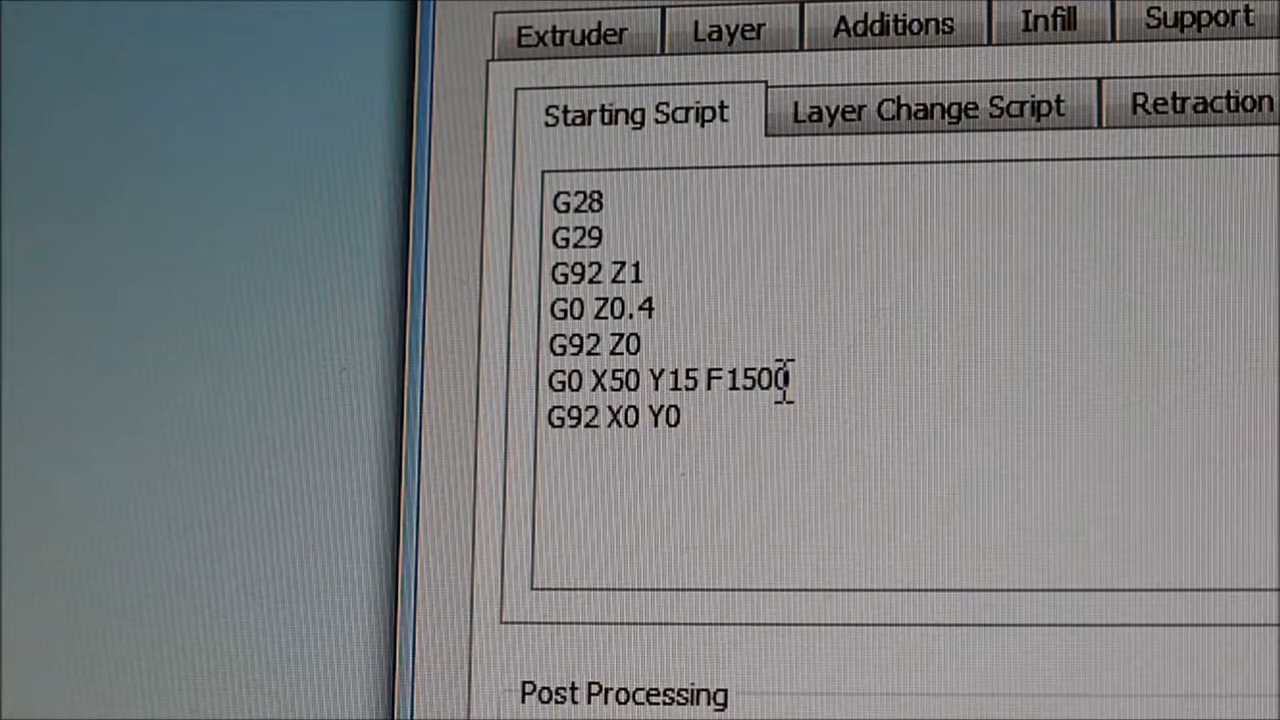 Extruder Layer Additions Infill Support
Starting Script Layer Change Script Retraction
G28
G29
G92 Z1
G0 Z0.4
G92 Z0
G0 X50 Y15 F1500
G92 X0 Y0
Post Processing